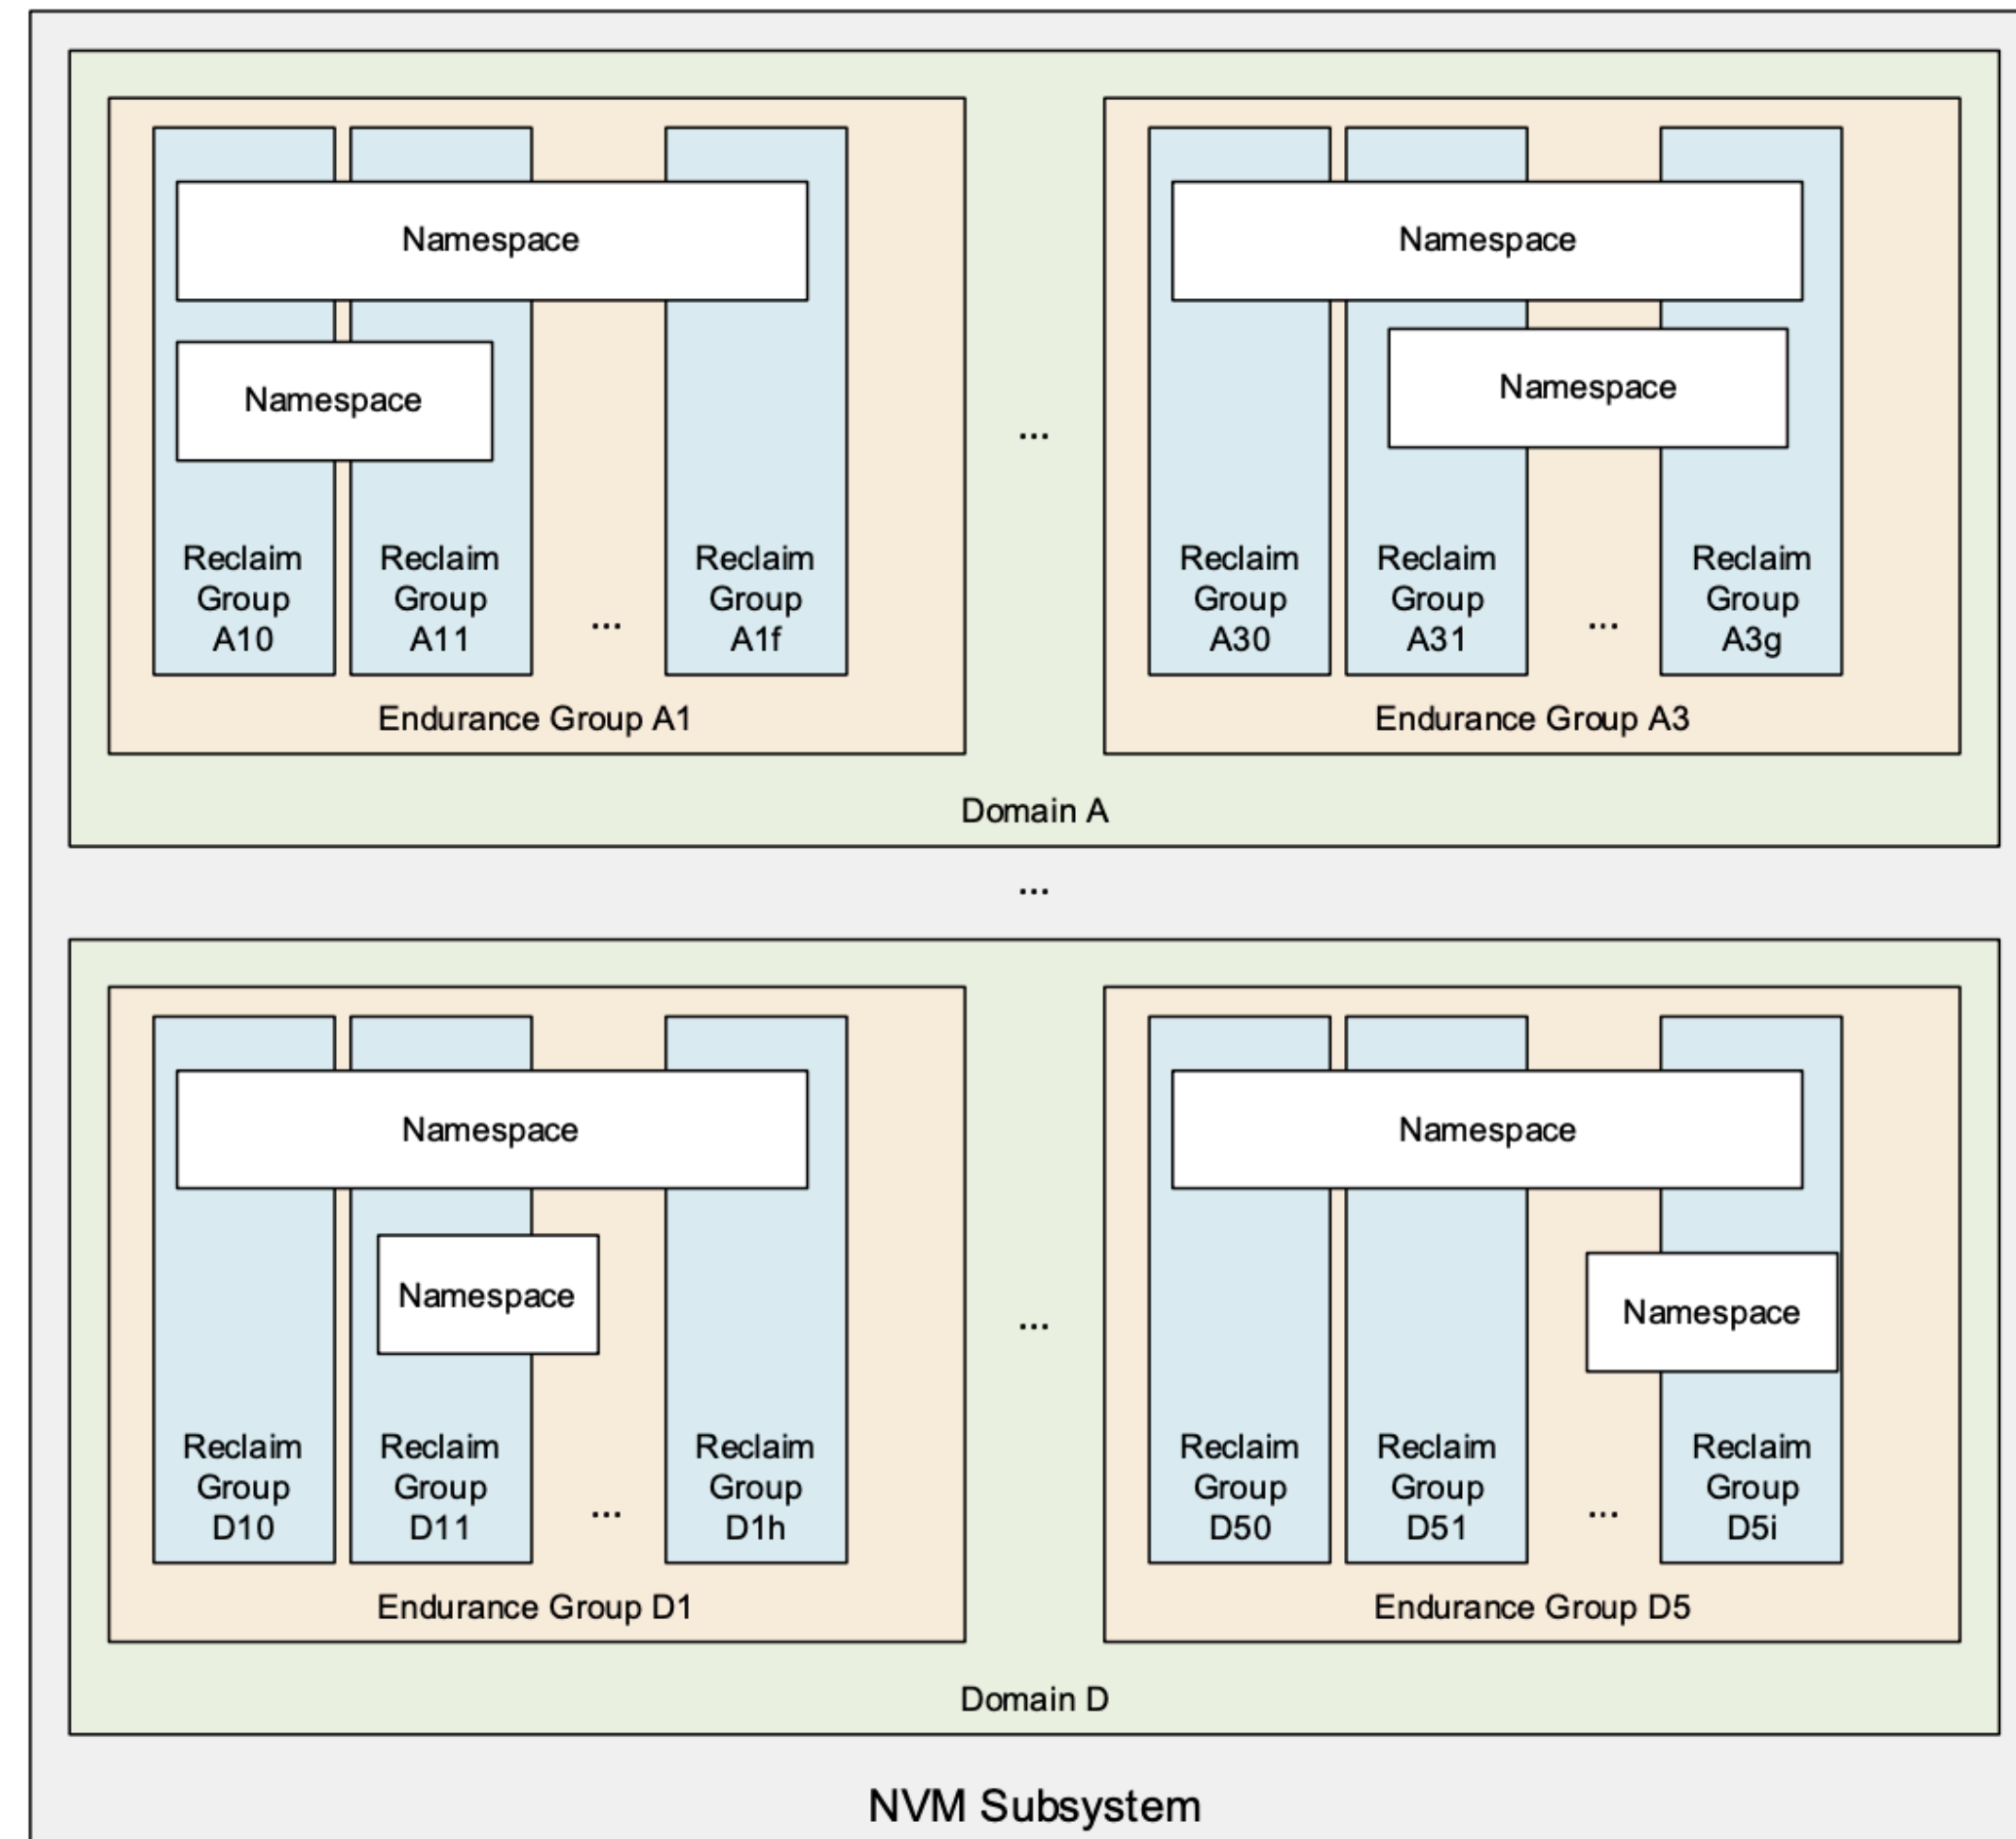 Namespace
Namespace
Reclaim
Group
A10
Reclaim
Group
A11
...
Reclaim
Group
A1f
Endurance Group A1
...
Namespace
Namespace
Reclaim
Group
A30
Reclaim
Group
A31
...
Reclaim
Group
A3g
Endurance Group A3
Domain A
...
Namespace
Namespace
Reclaim
Group
D10
Reclaim
Group
D11
...
Reclaim
Group
D1h
Endurance Group D1
...
Namespace
Namespace
Reclaim
Group
D50
Reclaim
Group
D51
...
Reclaim
Group
D5i
Endurance Group D5
Domain D
NVM Subsystem